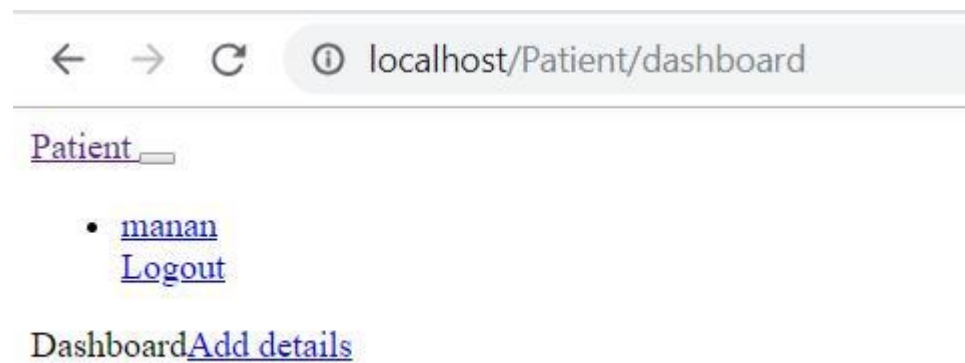 localhost/Patient/dashboard
Patient
manan
Logout
DashboardAdd details